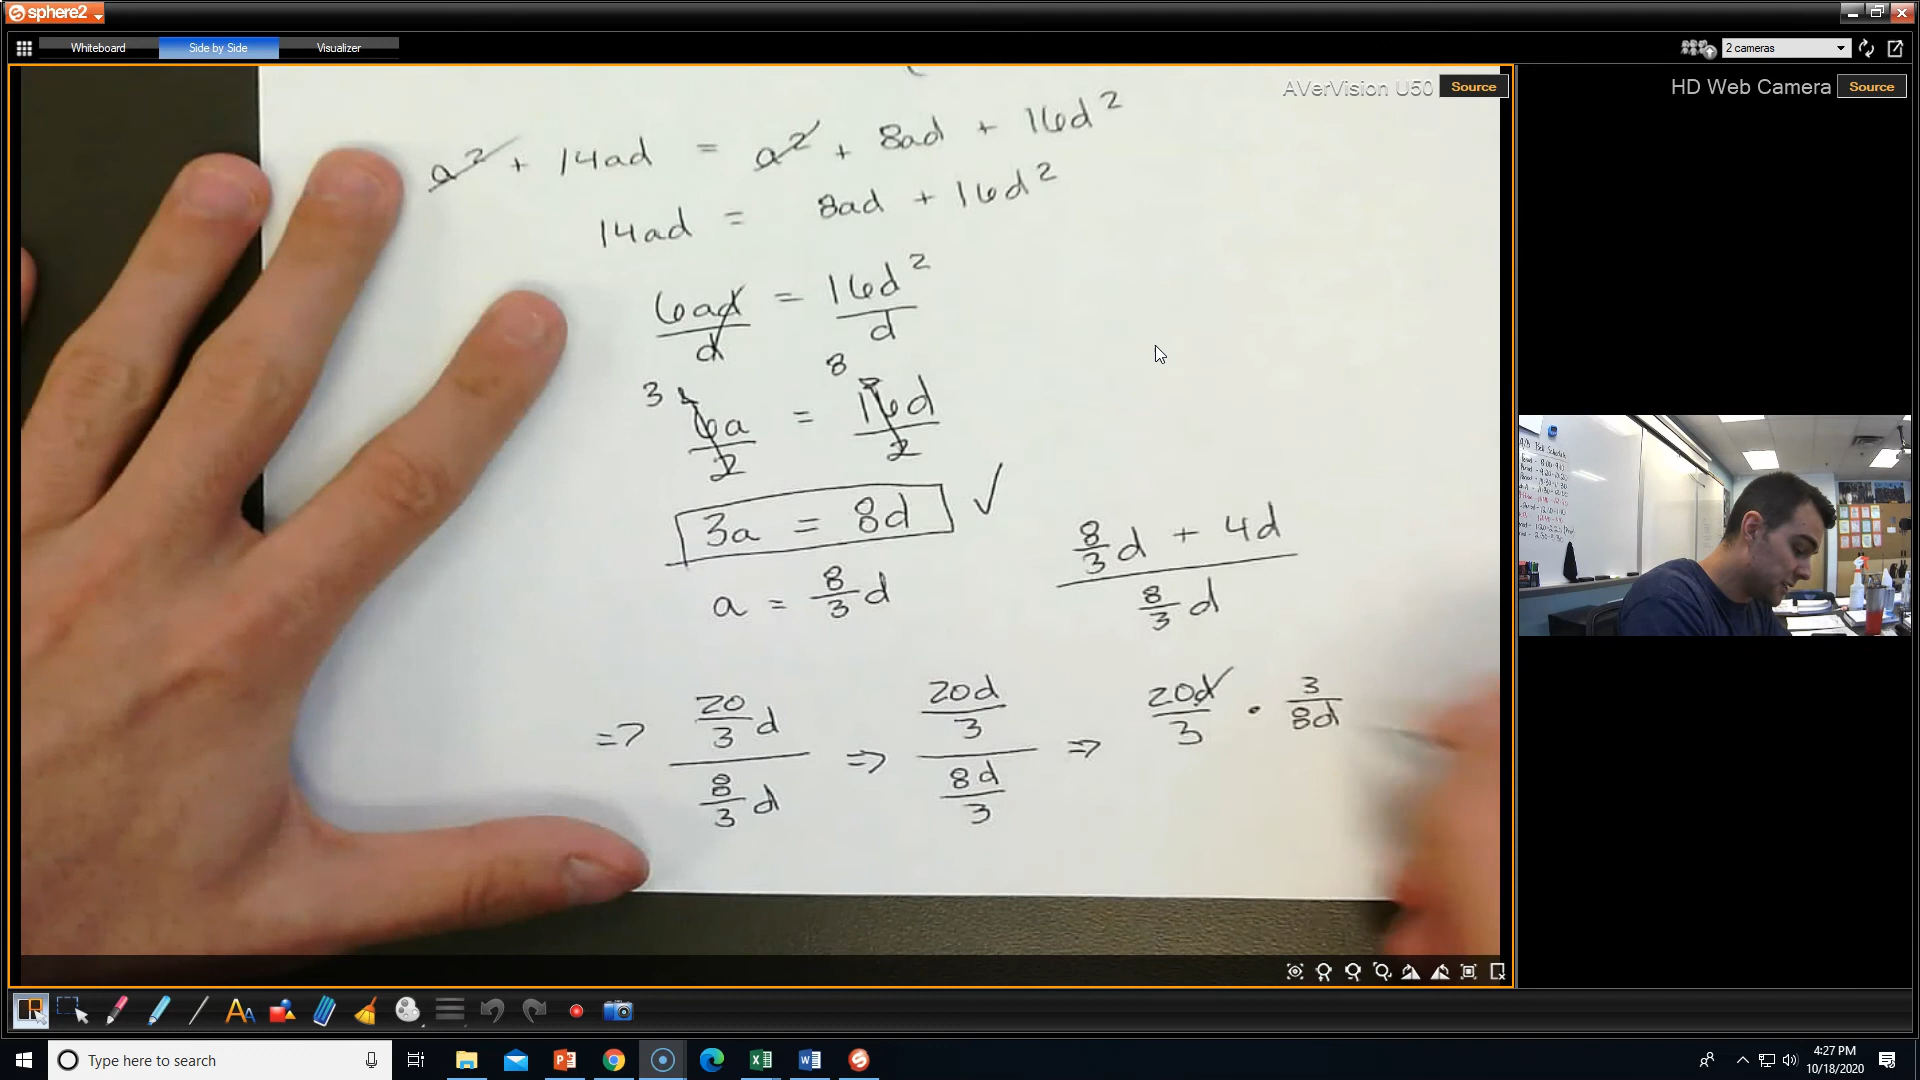 sphere2
Whiteboard Side by Side Visualizer
2 cameras
AVerVision U50 Source
HD Web Camera Source
a² + 14ad = a² + 8ad + 16d²
14ad = 8ad + 16d²
6ad/d = 16d²/d
3 8
6a/2 = 16d/2
3a = 8d ✓
a = 8/3 d
8/3 d + 4d
8/3 d
=> 20/3 d / 8/3 d => 20d/3 / 8d/3 => 20d/3 · 3/8d
Type here to search
4:27 PM
10/18/2020